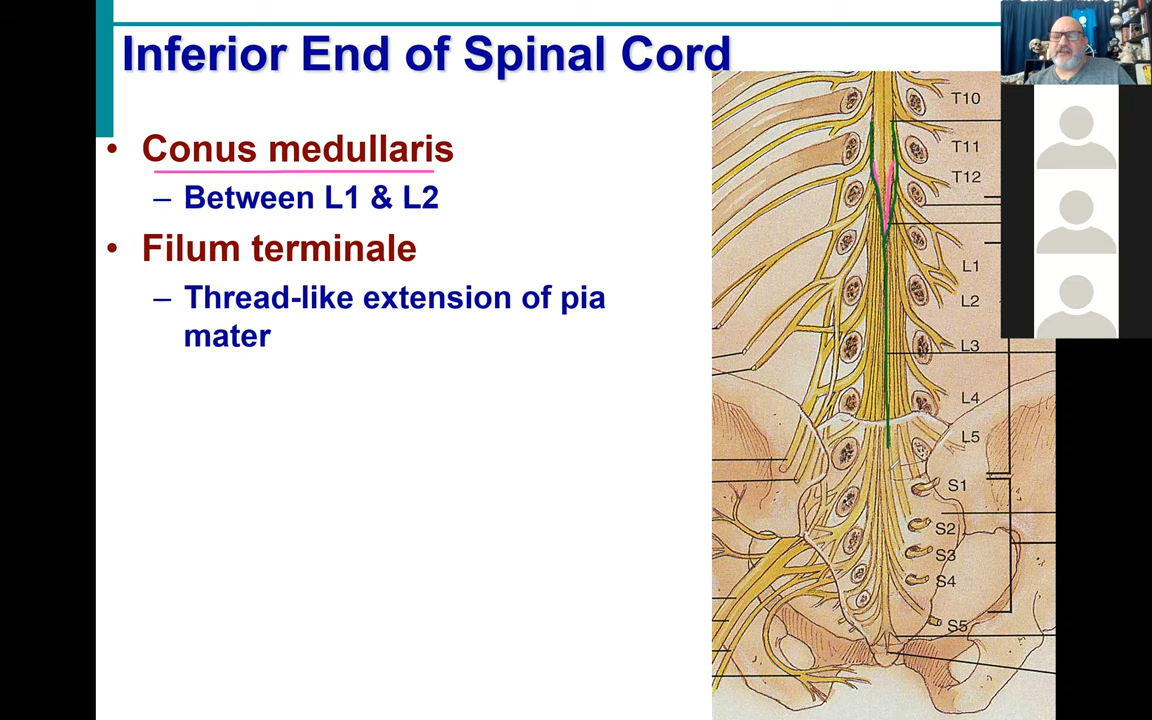 Inferior End of Spinal Cord
• Conus medullaris
– Between L1 & L2
• Filum terminale
– Thread-like extension of pia
mater
T10
T11
T12
L1
L2
L3
L4
L5
S1
S2
S3
S4
S5